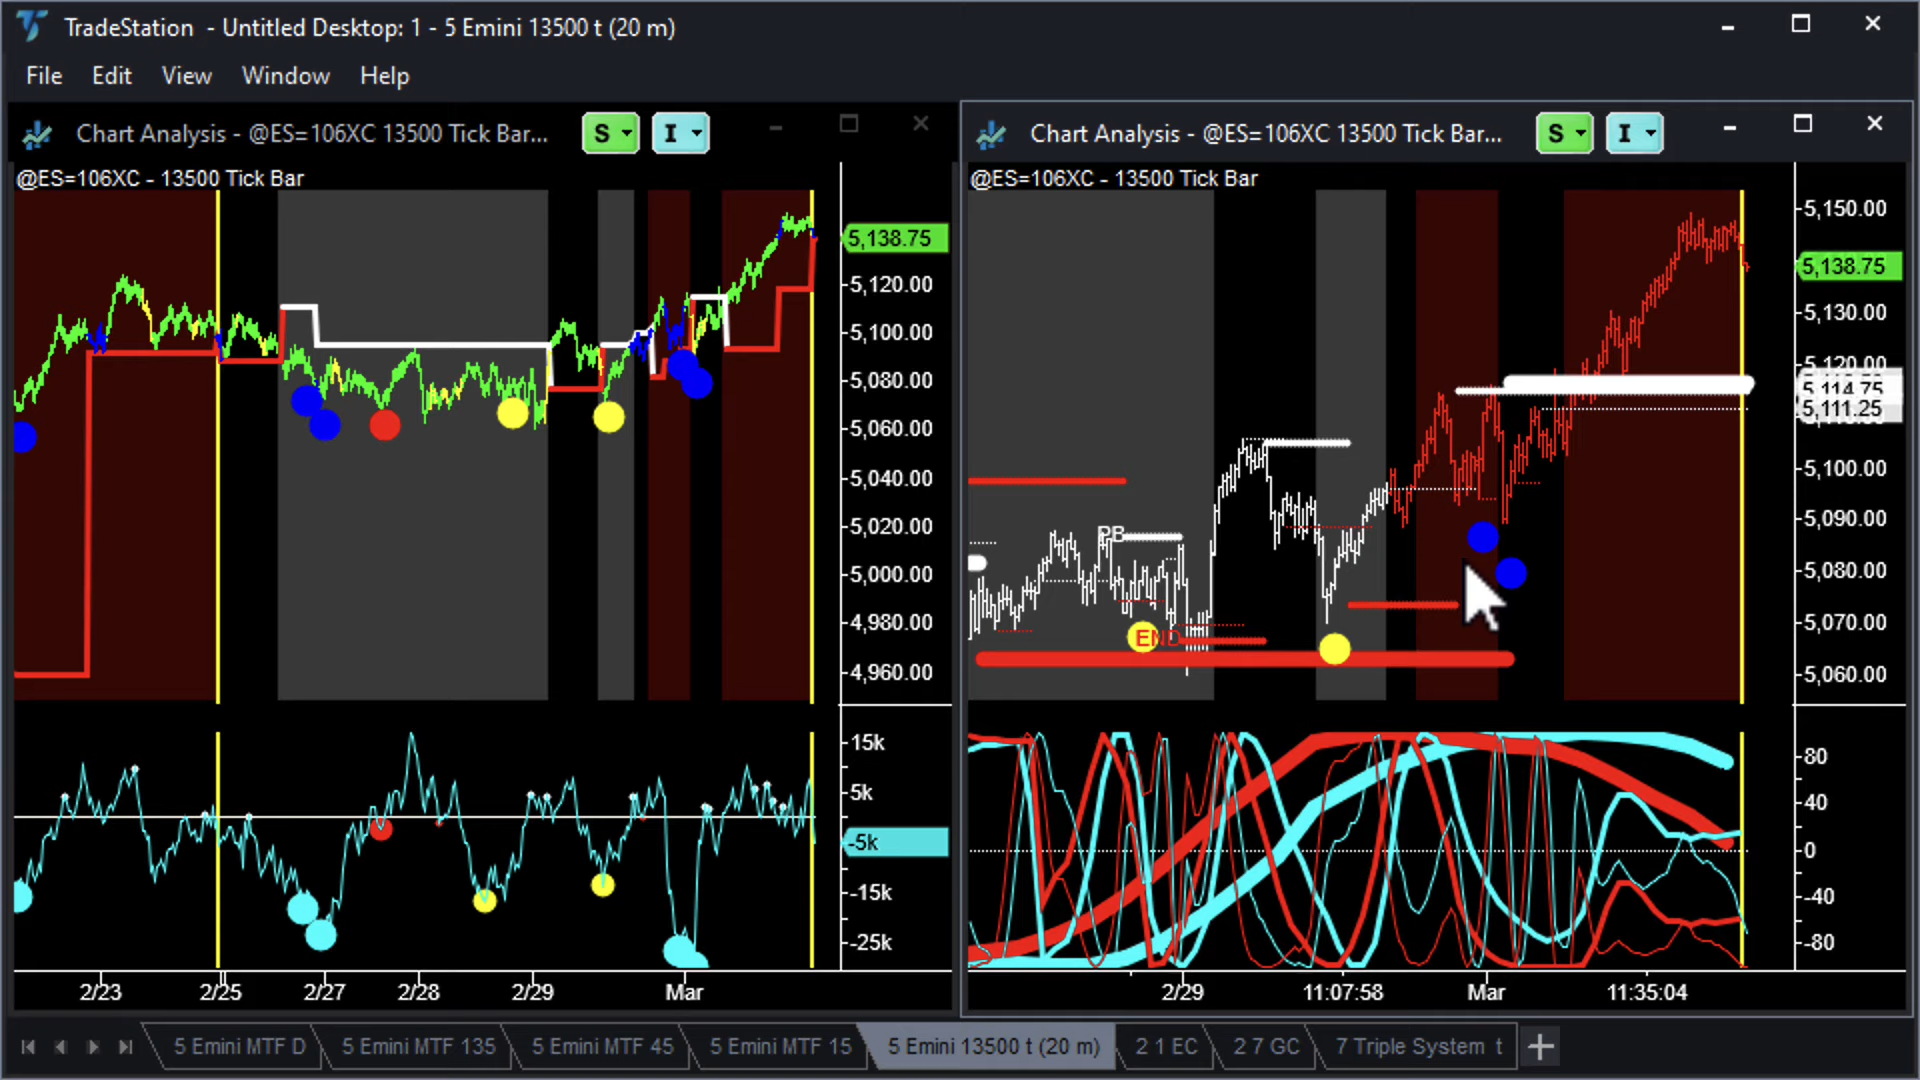 TradeStation - Untitled Desktop: 1 - 5 Emini 13500 t (20 m)
File Edit View Window Help
Chart Analysis - @ES=106XC 13500 Tick Bar... S I
@ES=106XC - 13500 Tick Bar
5,138.75
5,120.00
5,100.00
5,080.00
5,060.00
5,040.00
5,020.00
5,000.00
4,980.00
4,960.00
15k
5k
-5k
-15k
-25k
2/23 2/25 2/27 2/28 2/29 Mar
Chart Analysis - @ES=106XC 13500 Tick Bar... S I
@ES=106XC - 13500 Tick Bar
5,150.00
5,138.75
5,130.00
5,120.00
5,114.75
5,111.25
5,100.00
5,090.00
5,080.00
5,070.00
5,060.00
PB
END
80
40
0
-40
-80
2/29 11:07:58 Mar 11:35:04
5 Emini MTF D 5 Emini MTF 135 5 Emini MTF 45 5 Emini MTF 15 5 Emini 13500 t (20 m) 2 1 EC 2 7 GC 7 Triple System t